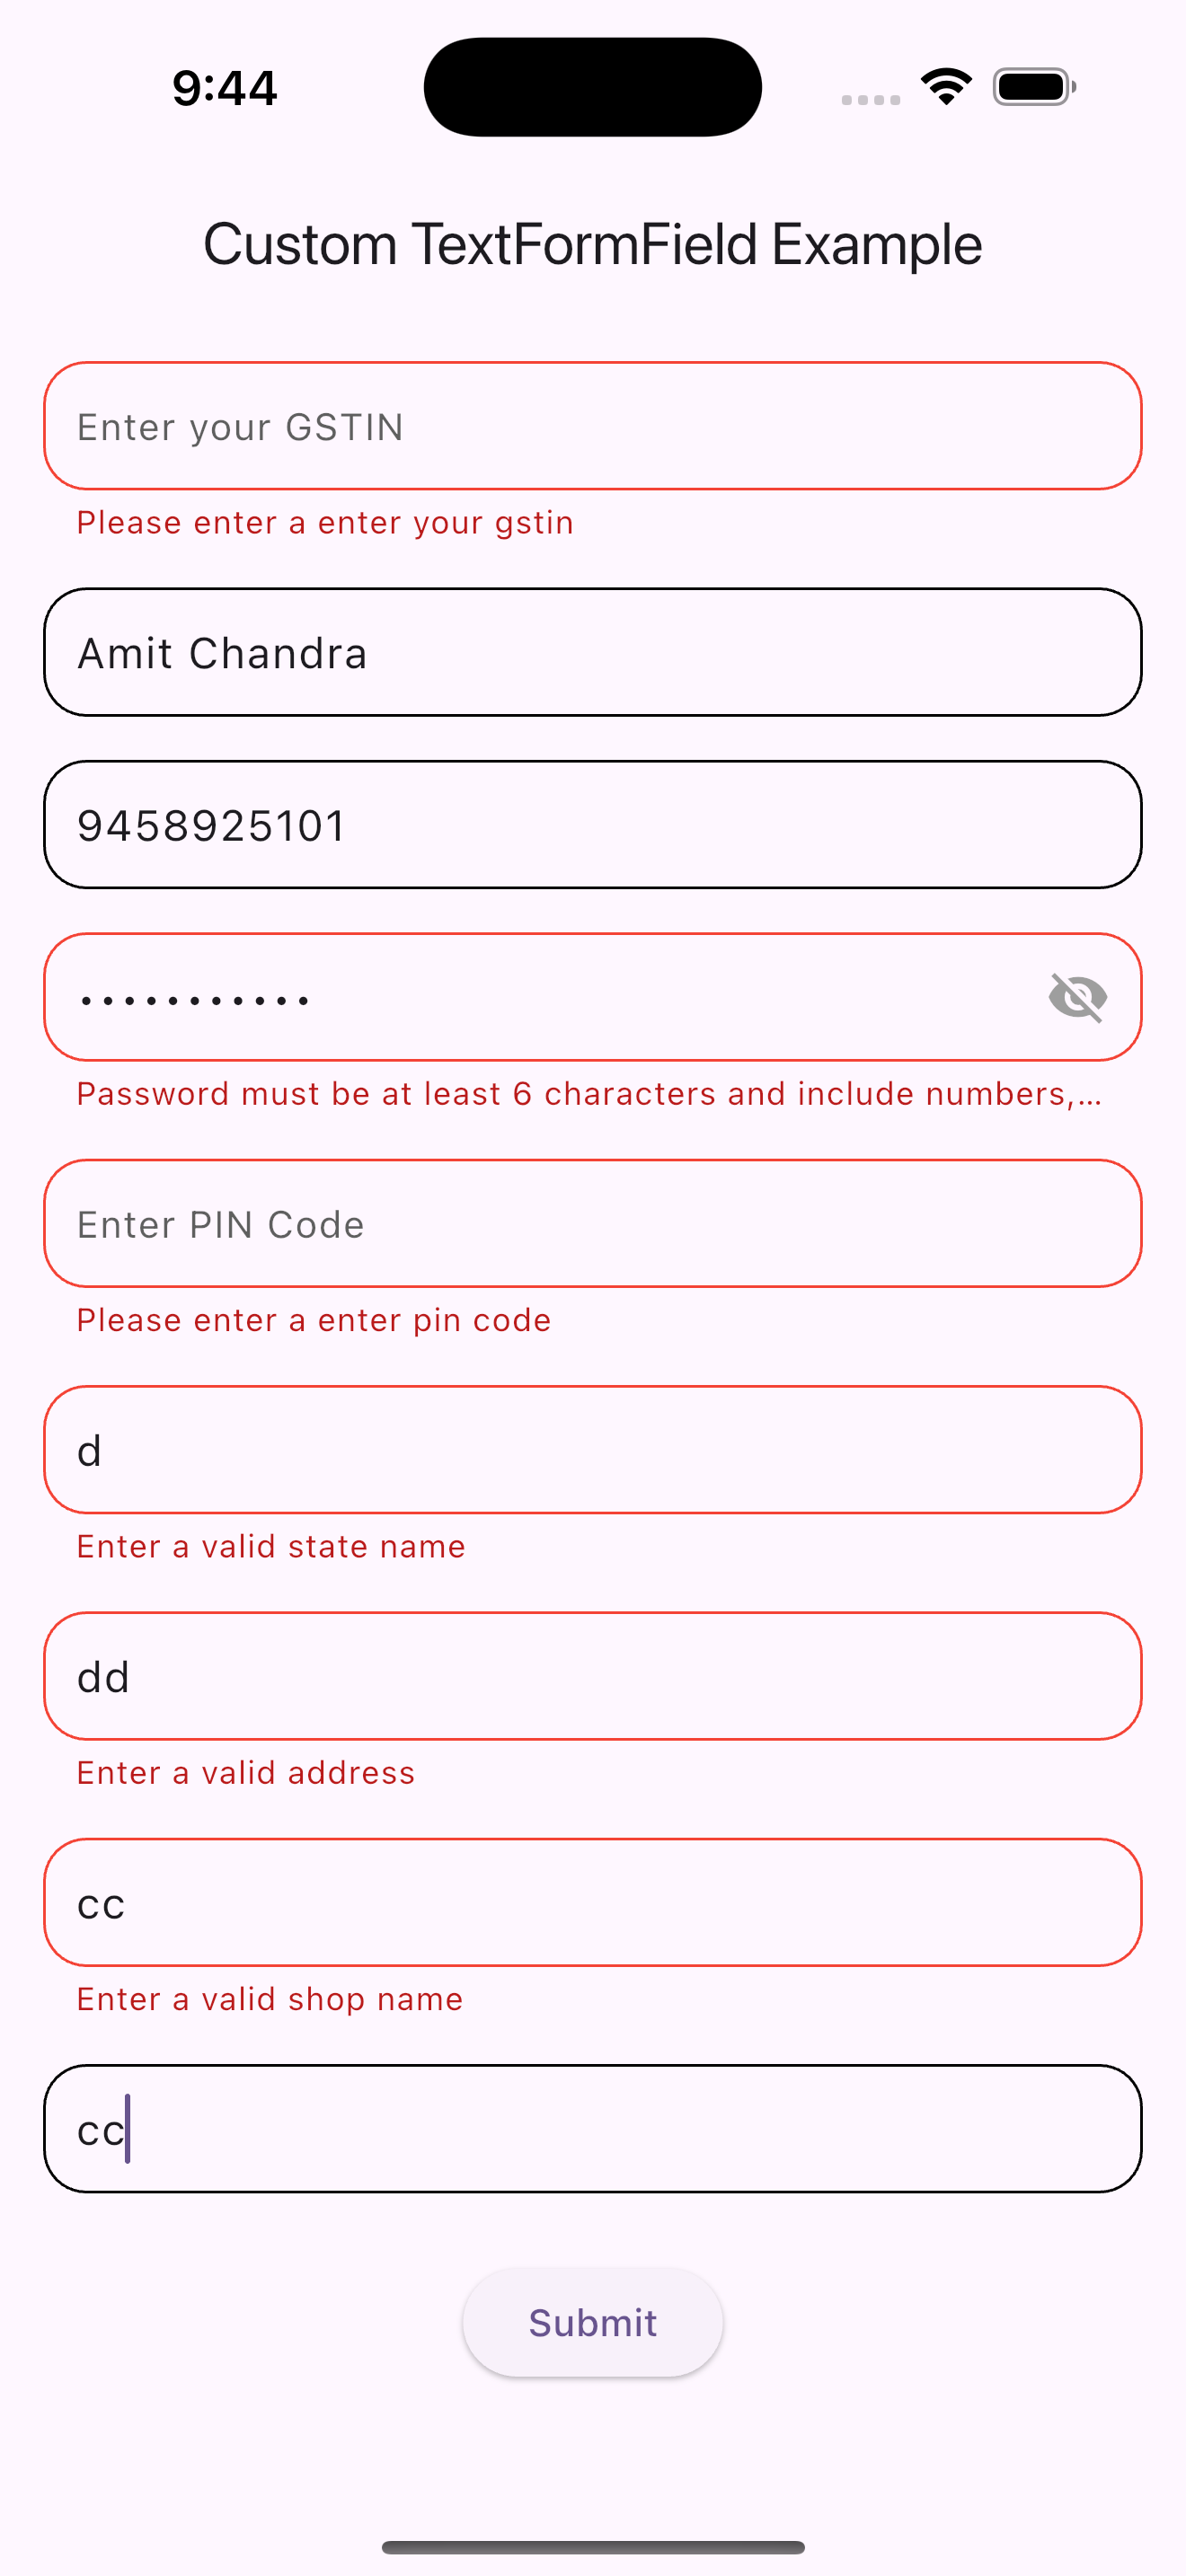 9:44
Custom TextFormField Example
Enter your GSTIN
Please enter a enter your gstin
Amit Chandra
9458925101
•••••••••••
Password must be at least 6 characters and include numbers,...
Enter PIN Code
Please enter a enter pin code
d
Enter a valid state name
dd
Enter a valid address
cc
Enter a valid shop name
cc
Submit